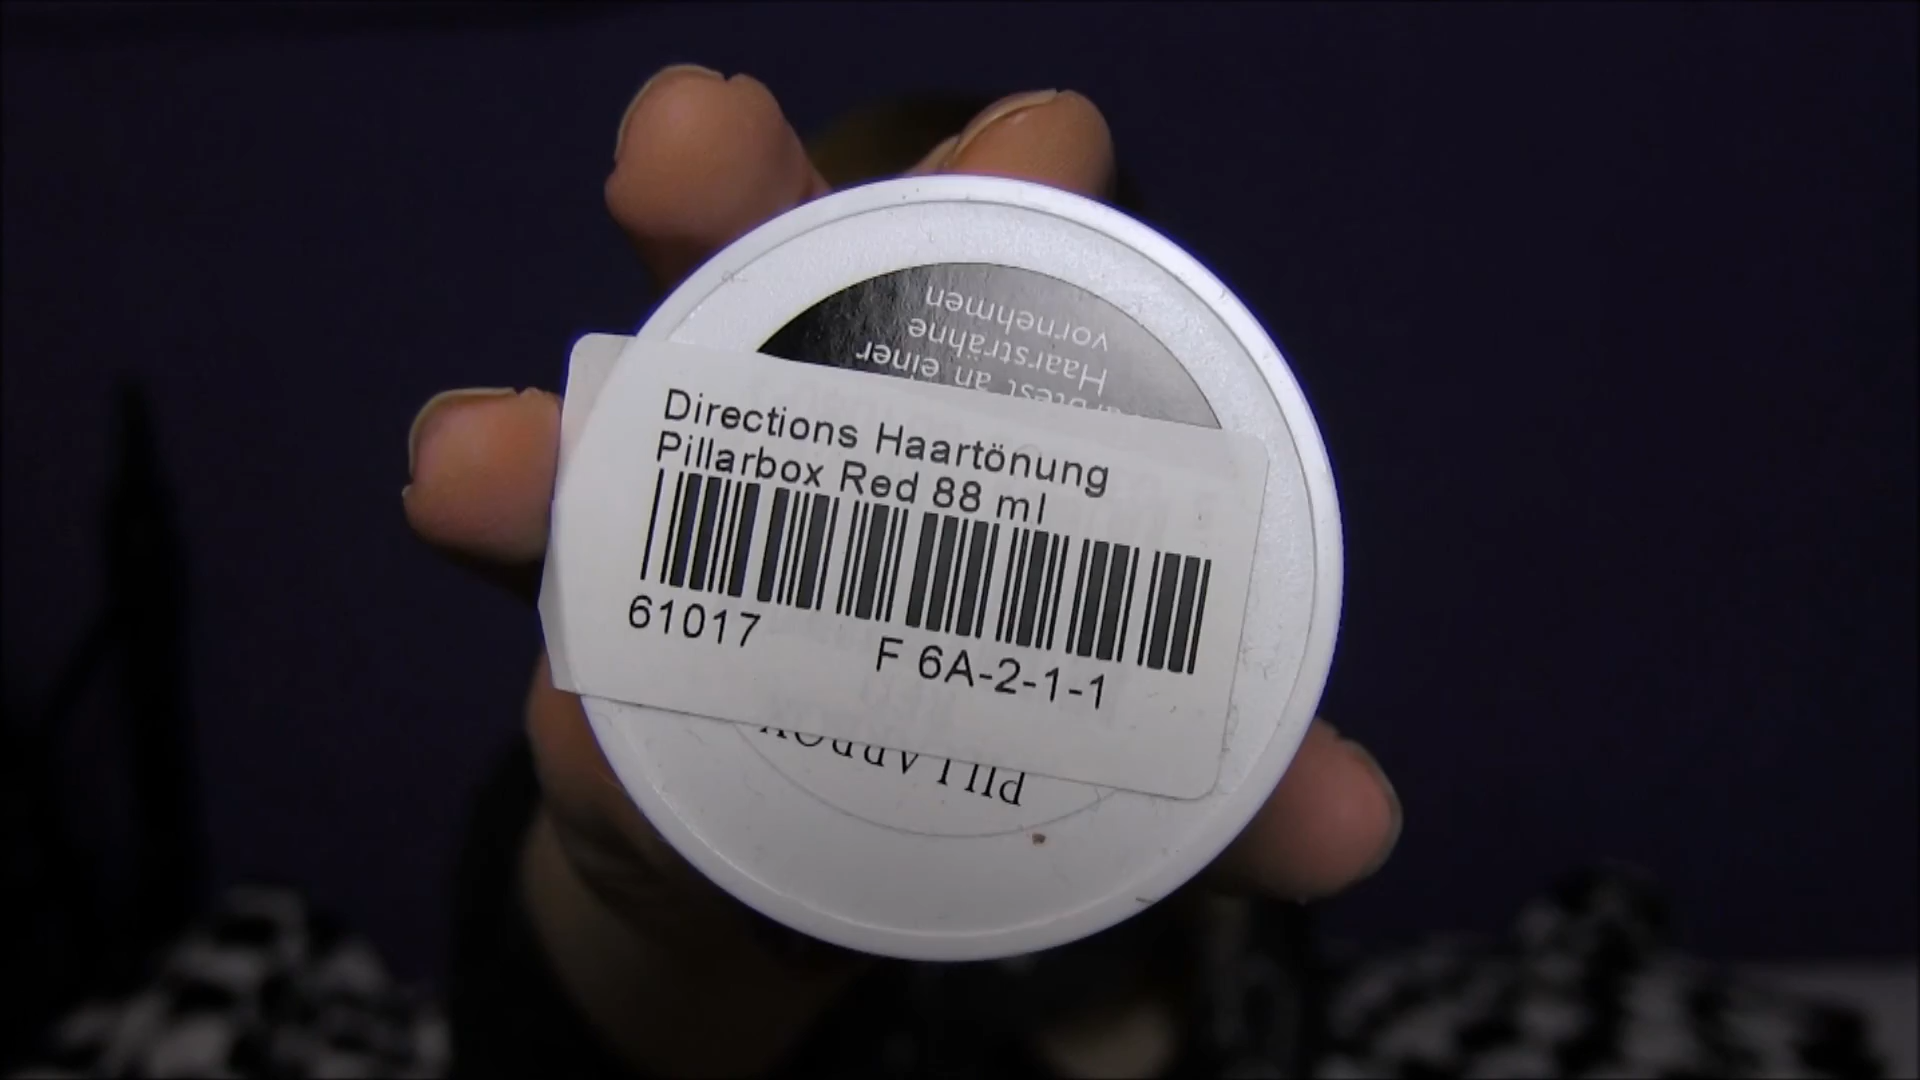 Directions Haartönung
Pillarbox Red 88 ml
61017
F 6A-2-1-1
an einer
Haarsträhne
vornehmen